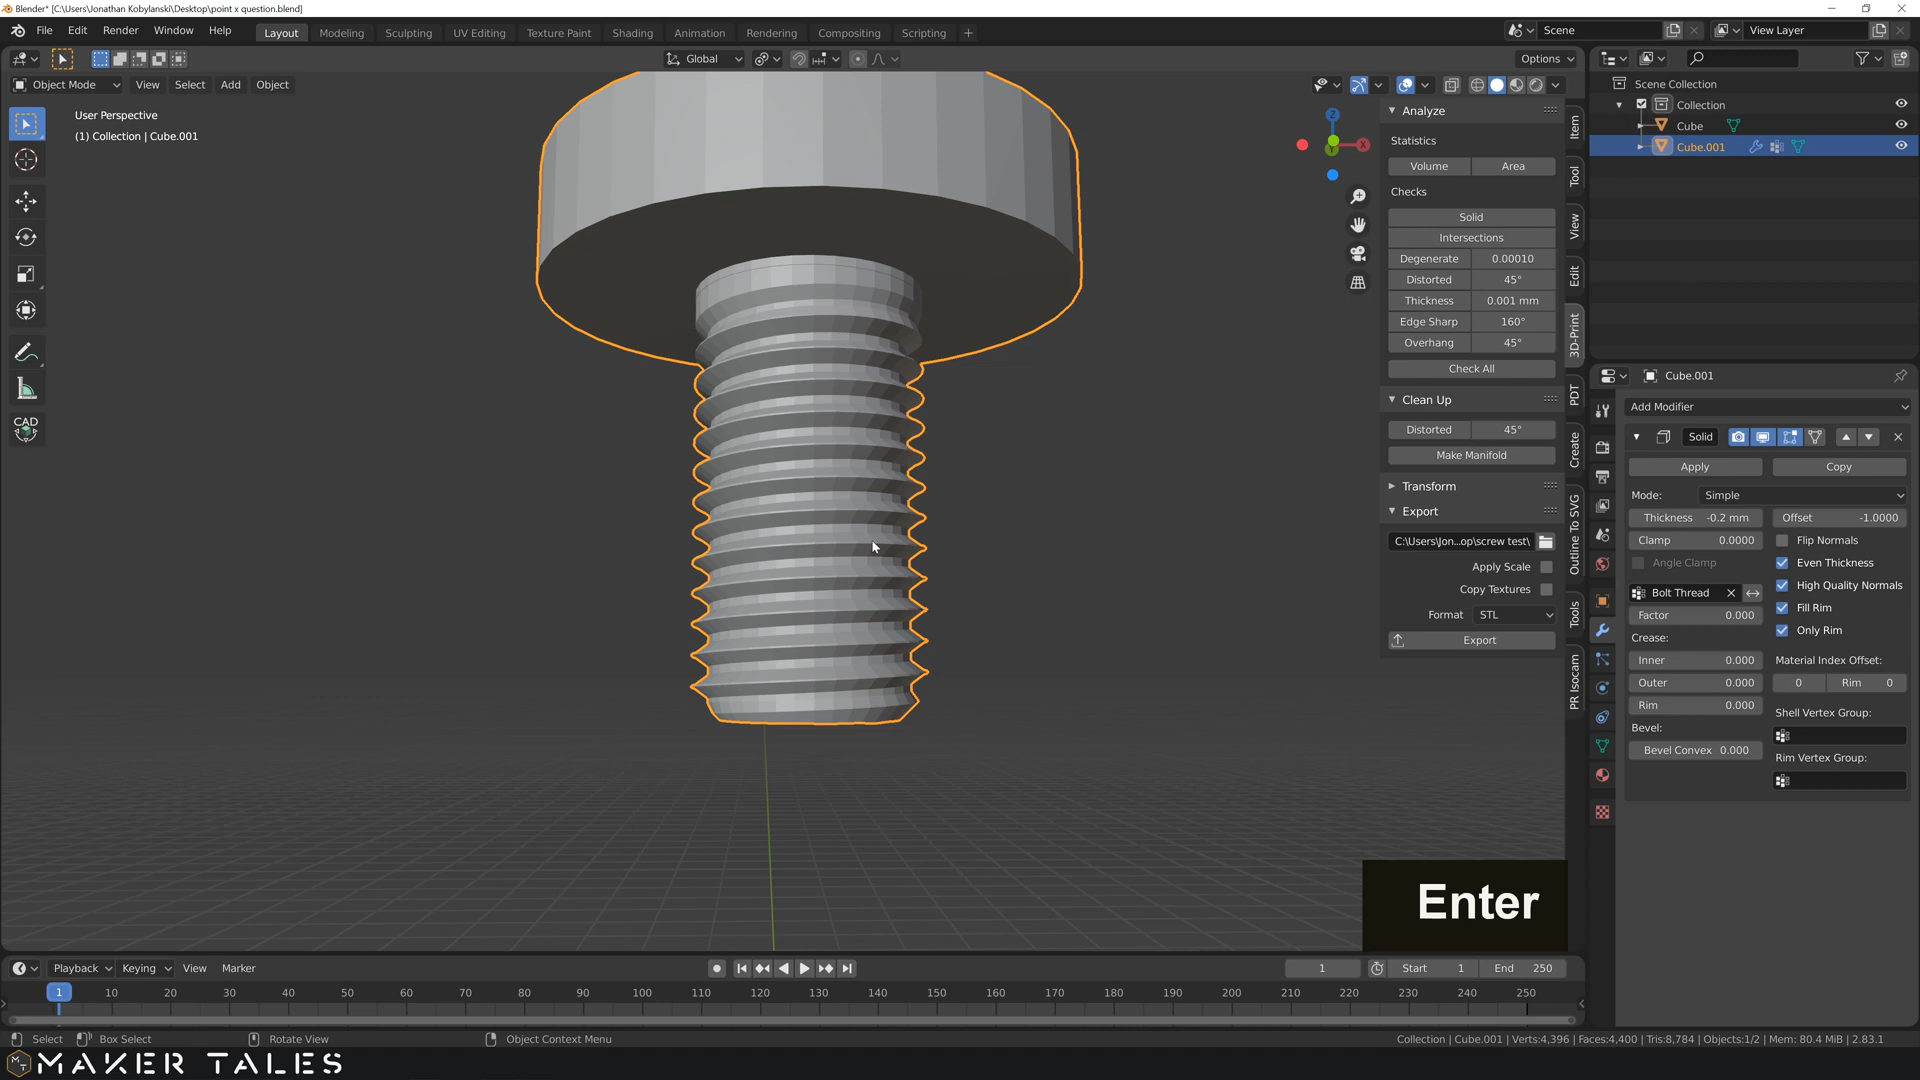 Blender* [C:\Users\Jonathan Kobylanski\Desktop\point x question.blend]
File Edit Render Window Help Layout Modeling Sculpting UV Editing Texture Paint Shading Animation Rendering Compositing Scripting + Scene View Layer
Global Options
Object Mode View Select Add Object
User Perspective
(1) Collection | Cube.001
Z
X
Y
Analyze
Statistics
Volume Area
Checks
Solid
Intersections
Degenerate 0.00010
Distorted 45°
Thickness 0.001 mm
Edge Sharp 160°
Overhang 45°
Check All
Clean Up
Distorted 45°
Make Manifold
Transform
Export
C:\Users\Jon...op\screw test\
Apply Scale
Copy Textures
Format STL
Export
Item
Tool
View
Edit
3D-Print
PDT
Create
Outline To SVG
Tools
PR Isocam
CAD
Scene Collection
Collection
Cube
Cube.001
Cube.001
Add Modifier
Solid
Apply Copy
Mode: Simple
Thickness -0.2 mm Offset -1.0000
Clamp 0.0000 Flip Normals
Angle Clamp Even Thickness
Bolt Thread High Quality Normals
Factor 0.000 Fill Rim
Crease: Only Rim
Inner 0.000 Material Index Offset:
Outer 0.000 0 Rim 0
Rim 0.000 Shell Vertex Group:
Bevel:
Bevel Convex 0.000 Rim Vertex Group:
Enter
Playback Keying View Marker 1 Start 1 End 250
1 10 20 30 40 50 60 70 80 90 100 110 120 130 140 150 160 170 180 190 200 210 220 230 240 250
Select Box Select Rotate View Object Context Menu Collection | Cube.001 | Verts:4,396 | Faces:4,400 | Tris:8,784 | Objects:1/2 | Mem: 80.4 MiB | 2.83.1
MT MAKER TALES